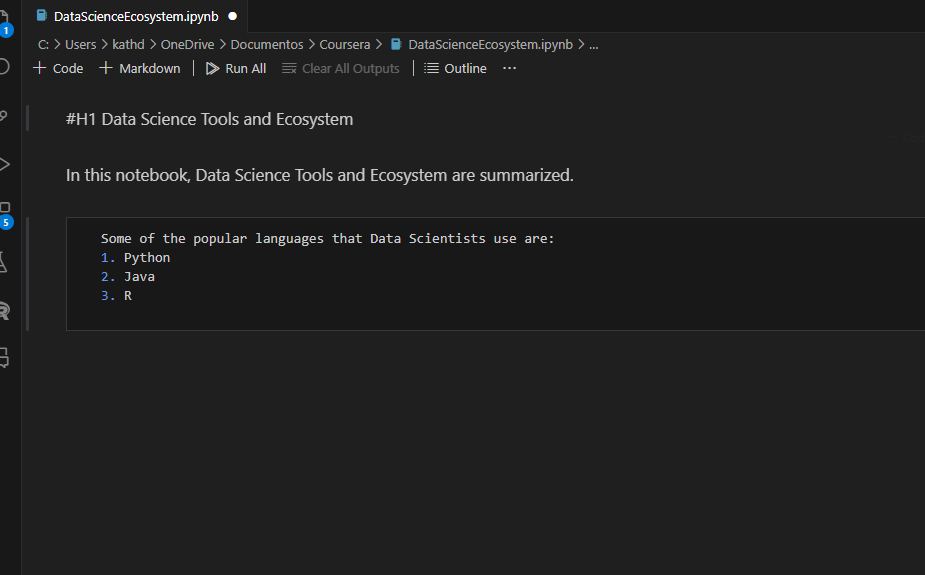 DataScienceEcosystem.ipynb
C: > Users > kathd > OneDrive > Documentos > Coursera > DataScienceEcosystem.ipynb > ...
+ Code + Markdown | Run All Clear All Outputs | Outline ...
1
#H1 Data Science Tools and Ecosystem
In this notebook, Data Science Tools and Ecosystem are summarized.
5
Some of the popular languages that Data Scientists use are:
1. Python
2. Java
3. R
R